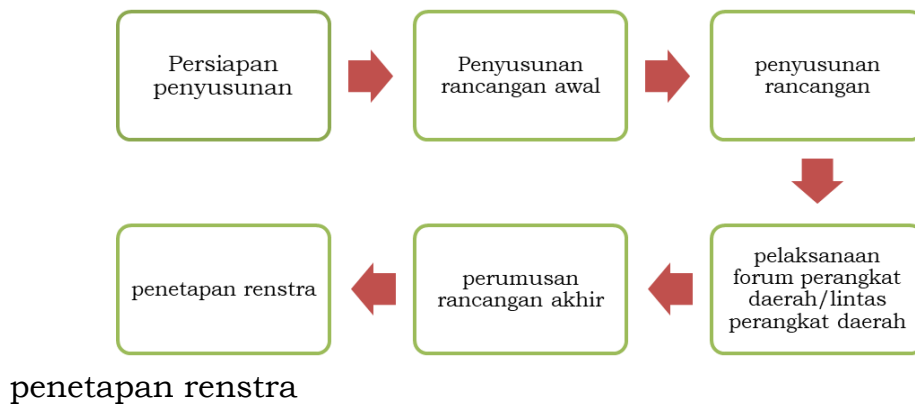 Persiapan
penyusunan
Penyusunan
rancangan awal
penyusunan
rancangan
pelaksanaan
forum perangkat
daerah/lintas
perangkat daerah
perumusan
rancangan akhir
penetapan renstra
penetapan renstra